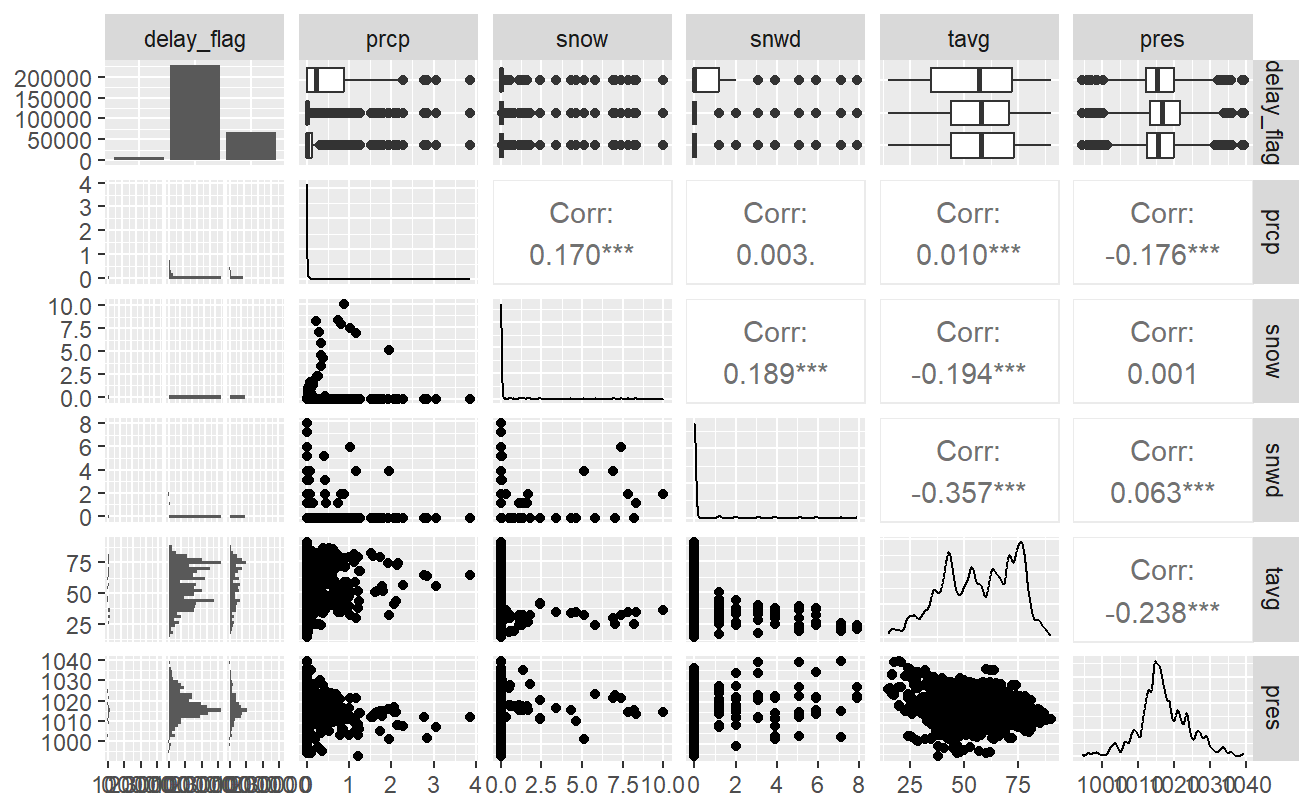 delay_flag prcp snow snwd tavg pres
200000
150000
100000
50000
0
delay_flag
4
3
2
1
0
Corr:
0.170***
Corr:
0.003.
Corr:
0.010***
Corr:
-0.176***
prcp
10.0
7.5
5.0
2.5
0.0
Corr:
0.189***
Corr:
-0.194***
Corr:
0.001
snow
8
6
4
2
0
Corr:
-0.357***
Corr:
0.063***
snwd
75
50
25
Corr:
-0.238***
tavg
1040
1030
1020
1010
1000
pres
0 1 2 3 4 0.0 2.5 5.0 7.5 10.0 0 2 4 6 8 25 50 75 1000 1010 1020 1030 1040